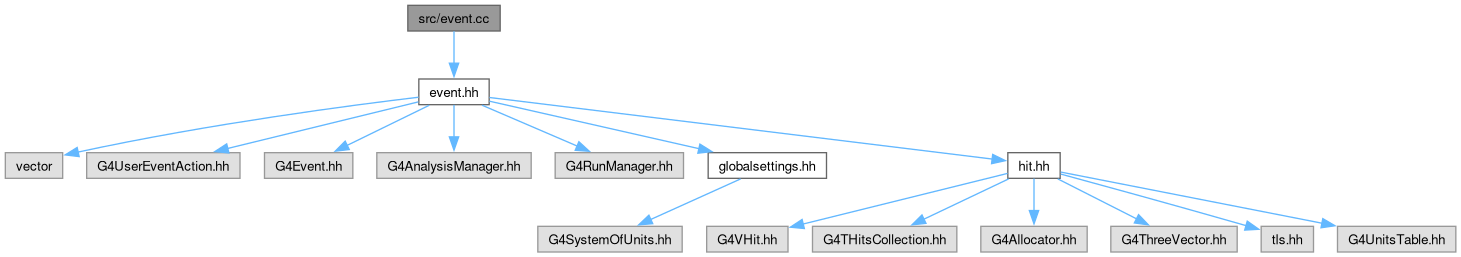 src/event.cc
event.hh
vector
G4UserEventAction.hh
G4Event.hh
G4AnalysisManager.hh
G4RunManager.hh
globalsettings.hh
hit.hh
G4SystemOfUnits.hh
G4VHit.hh
G4THitsCollection.hh
G4Allocator.hh
G4ThreeVector.hh
tls.hh
G4UnitsTable.hh